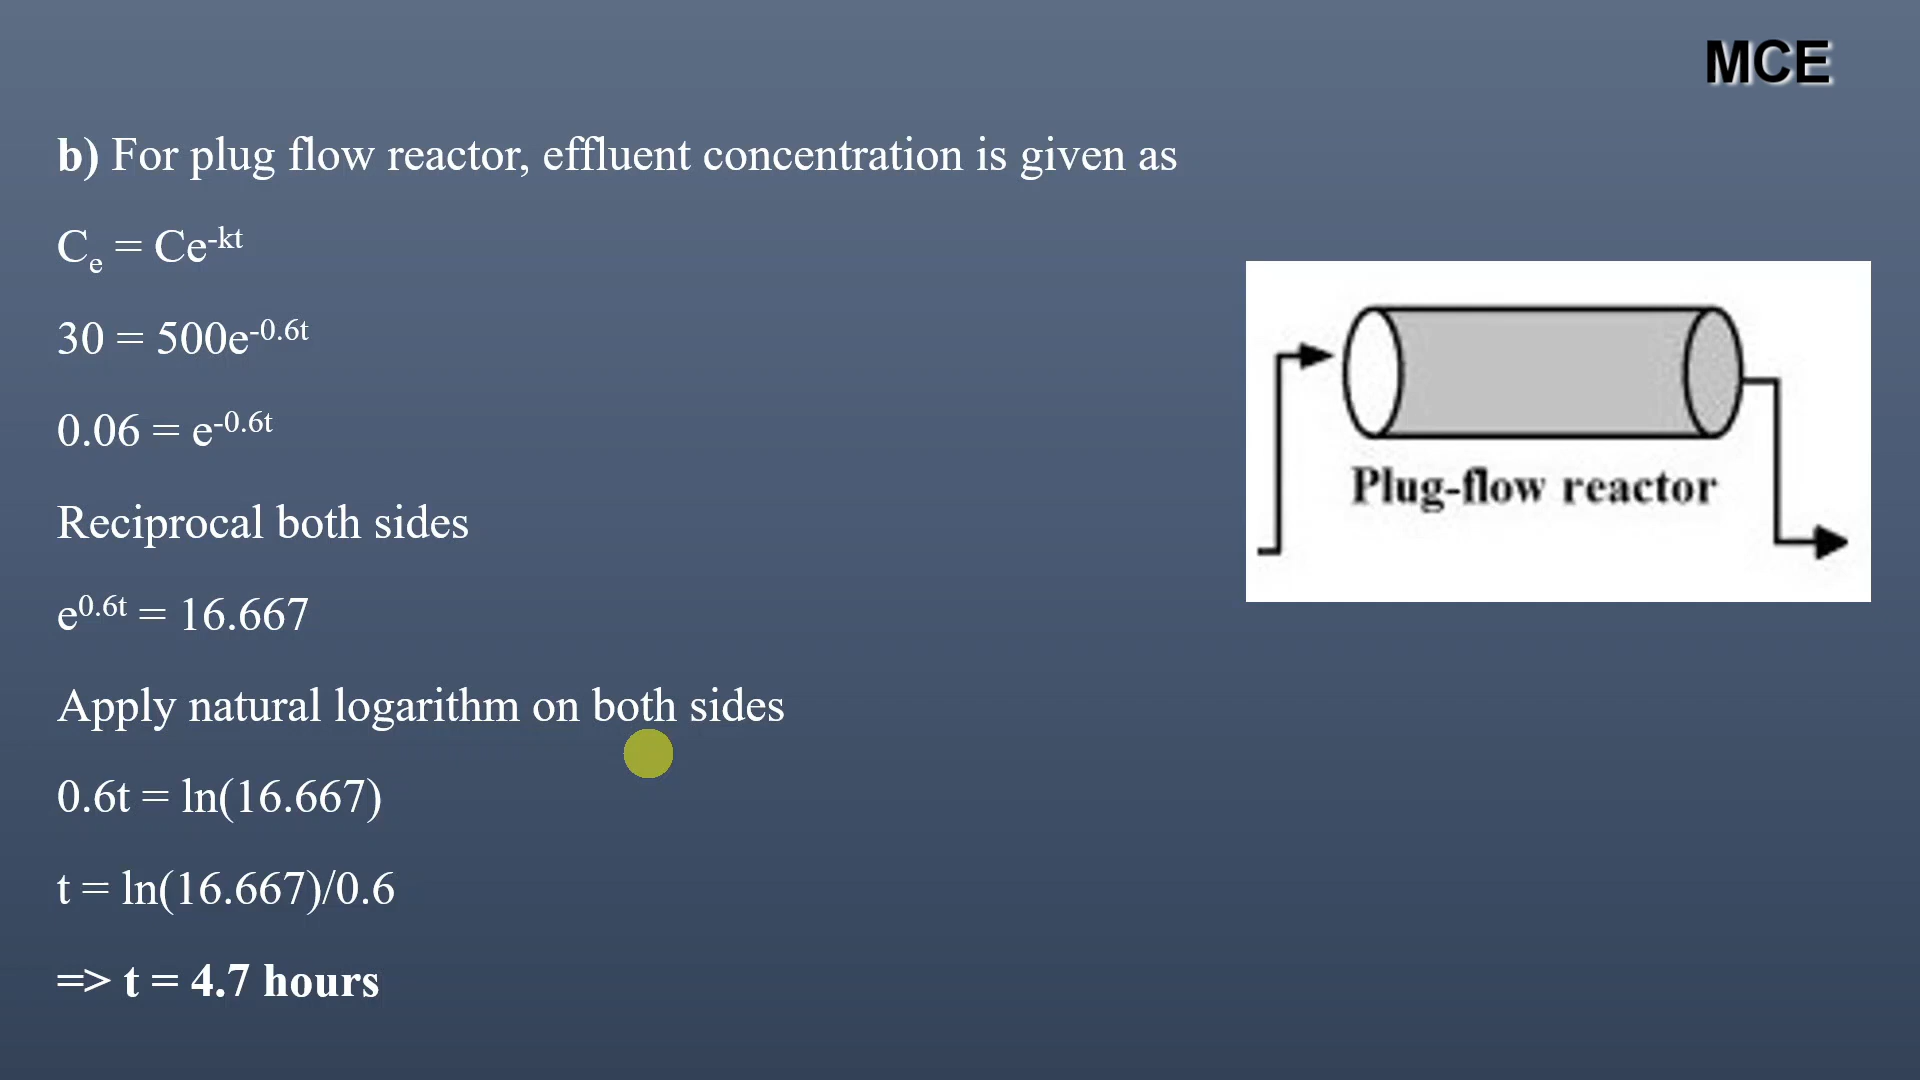 MCE
b) For plug flow reactor, effluent concentration is given as
Cₑ = Ce⁻ᵏᵗ
30 = 500e⁻⁰·⁶ᵗ
0.06 = e⁻⁰·⁶ᵗ
Reciprocal both sides
e⁰·⁶ᵗ = 16.667
Apply natural logarithm on both sides
0.6t = ln(16.667)
t = ln(16.667)/0.6
=> t = 4.7 hours
Plug-flow reactor